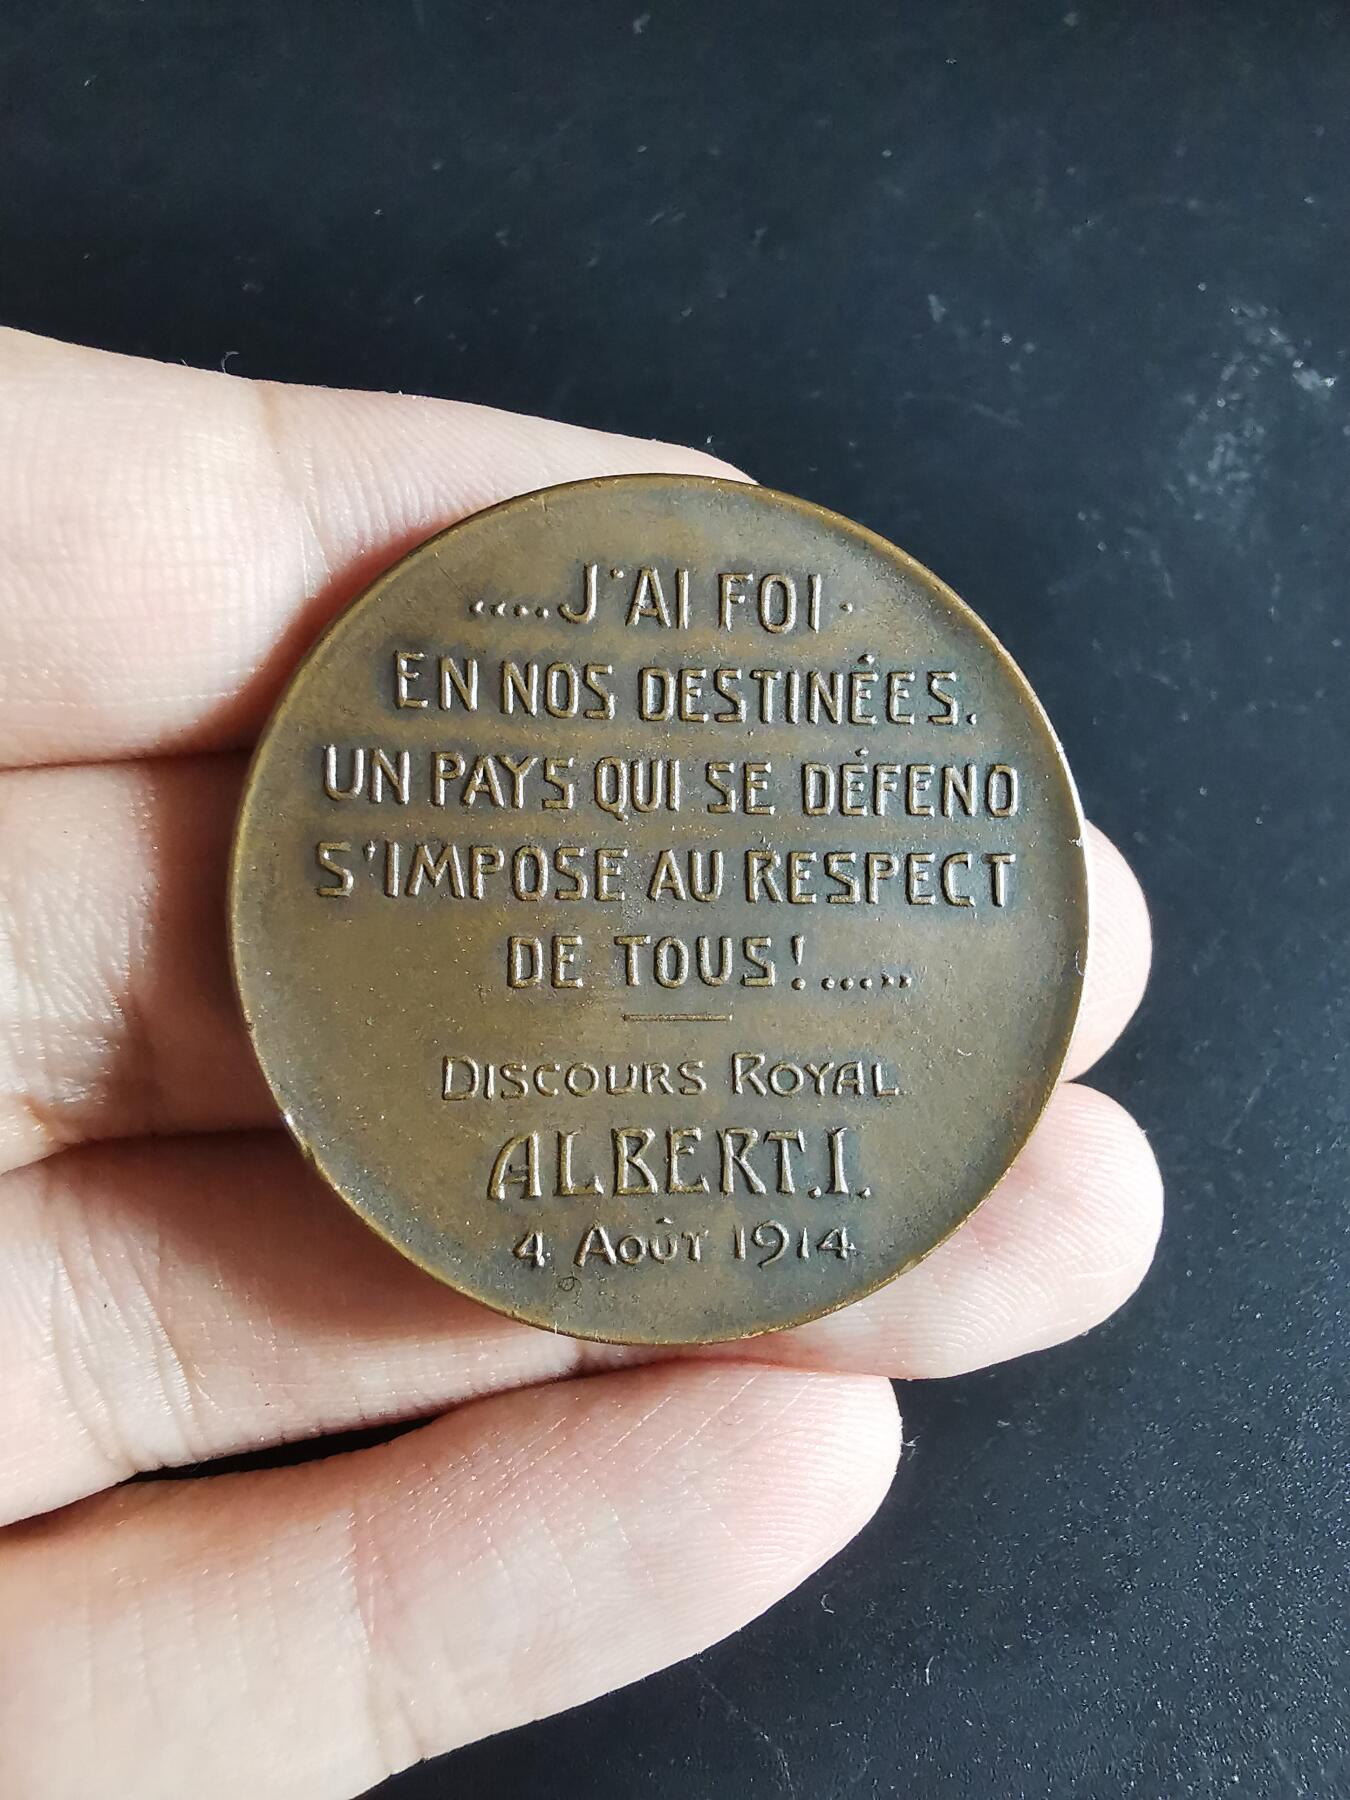 ....J'AI FOI.
EN NOS DESTINÉES.
UN PAYS QUI SE DÉFEND
S'IMPOSE AU RESPECT
DE TOUS!.....
DISCOURS ROYAL
ALBERT.I.
4 AOÛT 1914